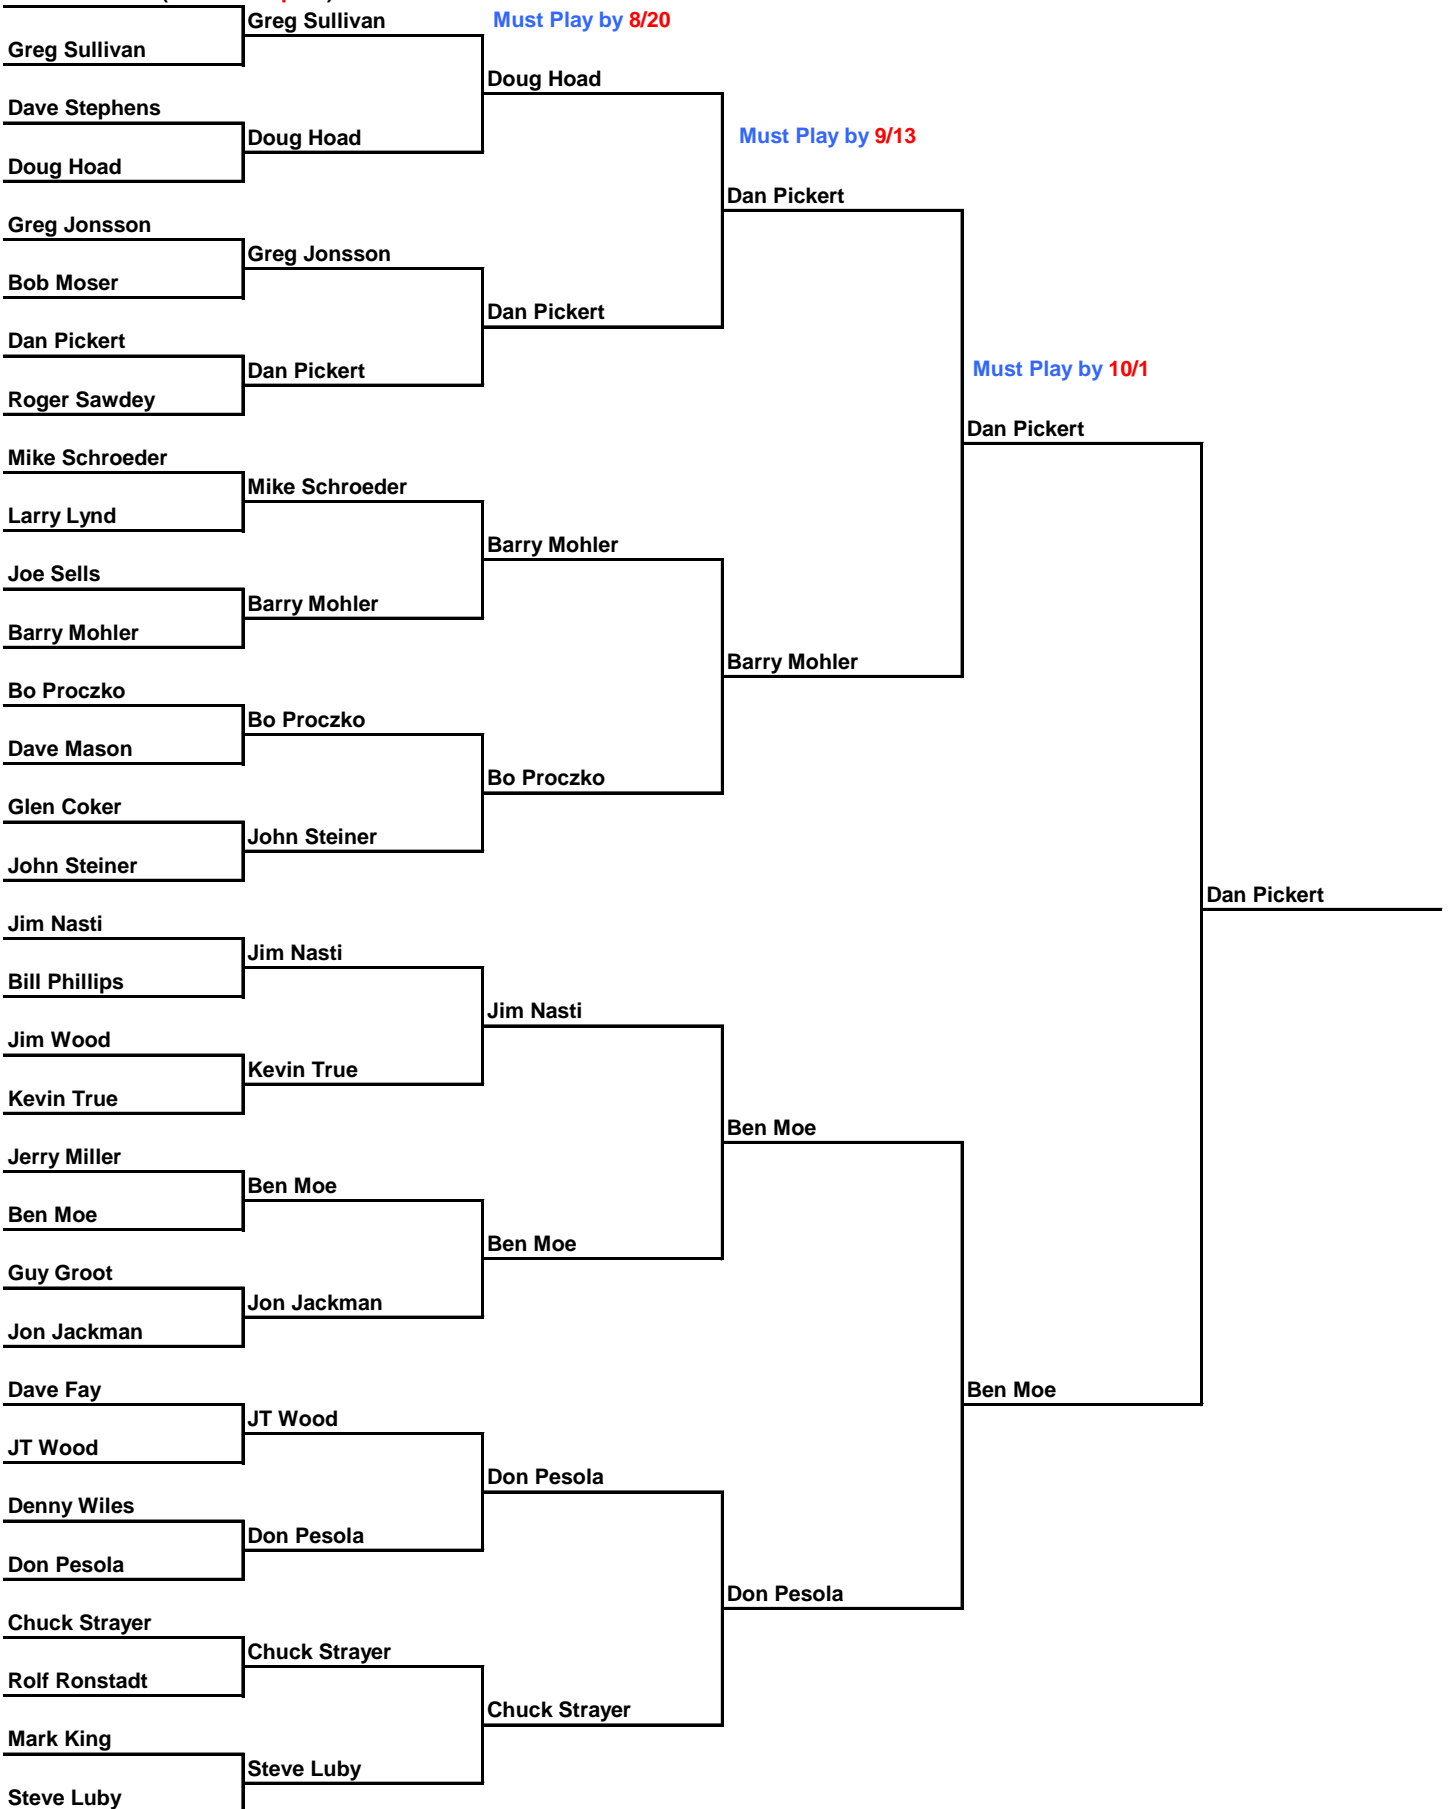 Greg Sullivan
Must Play by 8/20
Greg Sullivan
Doug Hoad
Dave Stephens
Doug Hoad
Must Play by 9/13
Doug Hoad
Dan Pickert
Greg Jonsson
Greg Jonsson
Bob Moser
Dan Pickert
Dan Pickert
Dan Pickert
Must Play by 10/1
Roger Sawdey
Dan Pickert
Mike Schroeder
Mike Schroeder
Larry Lynd
Barry Mohler
Joe Sells
Barry Mohler
Barry Mohler
Barry Mohler
Bo Proczko
Bo Proczko
Dave Mason
Bo Proczko
Glen Coker
John Steiner
John Steiner
Dan Pickert
Jim Nasti
Jim Nasti
Bill Phillips
Jim Nasti
Jim Wood
Kevin True
Kevin True
Ben Moe
Jerry Miller
Ben Moe
Ben Moe
Ben Moe
Guy Groot
Jon Jackman
Jon Jackman
Dave Fay
Ben Moe
JT Wood
JT Wood
Don Pesola
Denny Wiles
Don Pesola
Don Pesola
Don Pesola
Chuck Strayer
Chuck Strayer
Rolf Ronstadt
Chuck Strayer
Mark King
Steve Luby
Steve Luby